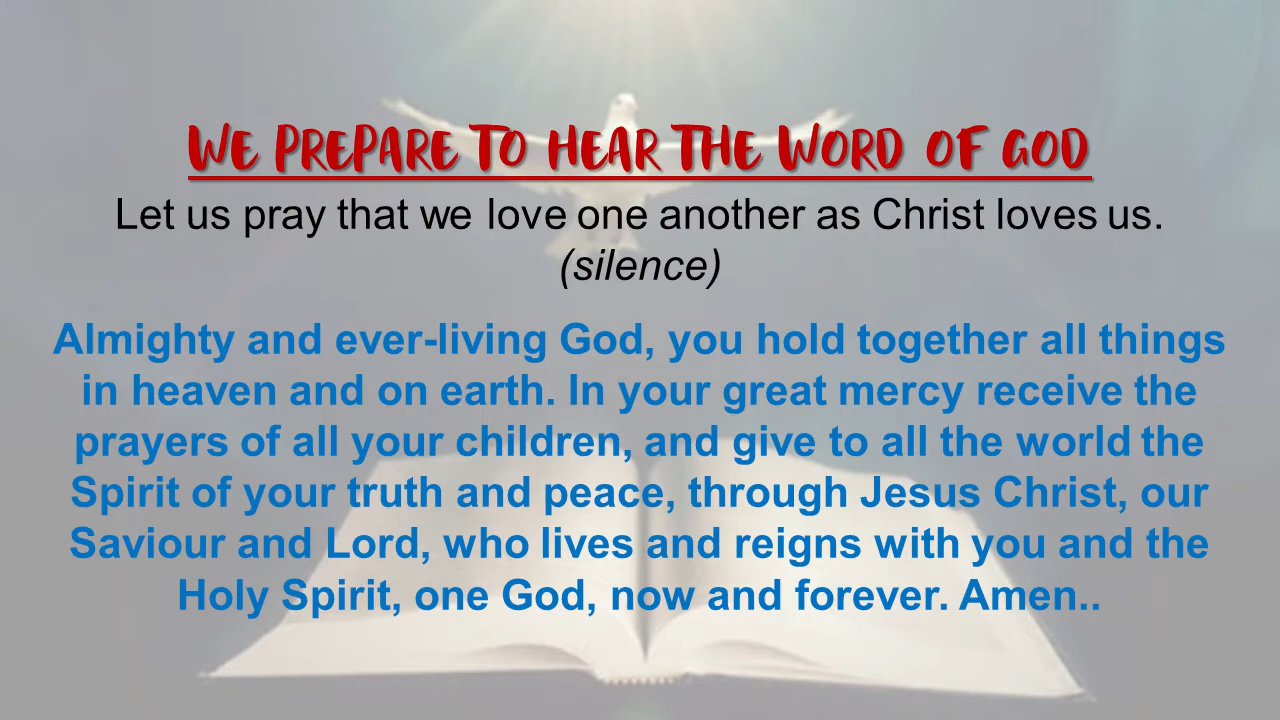 WE PREPARE TO HEAR THE WORD OF GOD
Let us pray that we love one another as Christ loves us.
(silence)
Almighty and ever-living God, you hold together all things
in heaven and on earth. In your great mercy receive the
prayers of all your children, and give to all the world the
Spirit of your truth and peace, through Jesus Christ, our
Saviour and Lord, who lives and reigns with you and the
Holy Spirit, one God, now and forever. Amen..